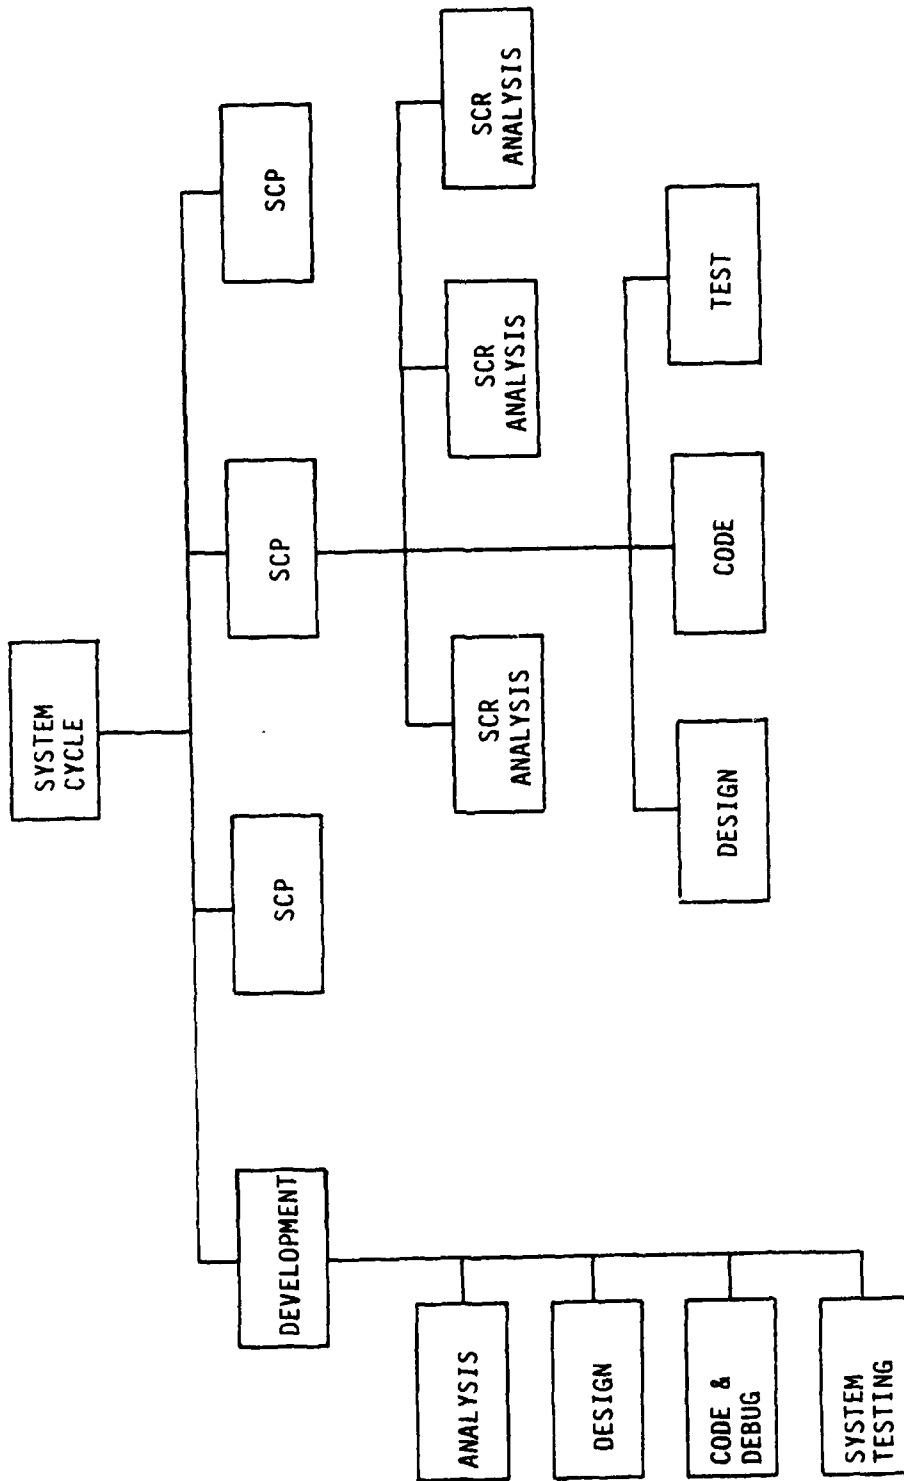 SYSTEM
CYCLE
DEVELOPMENT
SCP
SCP
SCP
ANALYSIS
DESIGN
CODE &
DEBUG
SYSTEM
TESTING
SCR
ANALYSIS
SCR
ANALYSIS
SCR
ANALYSIS
DESIGN
CODE
TEST